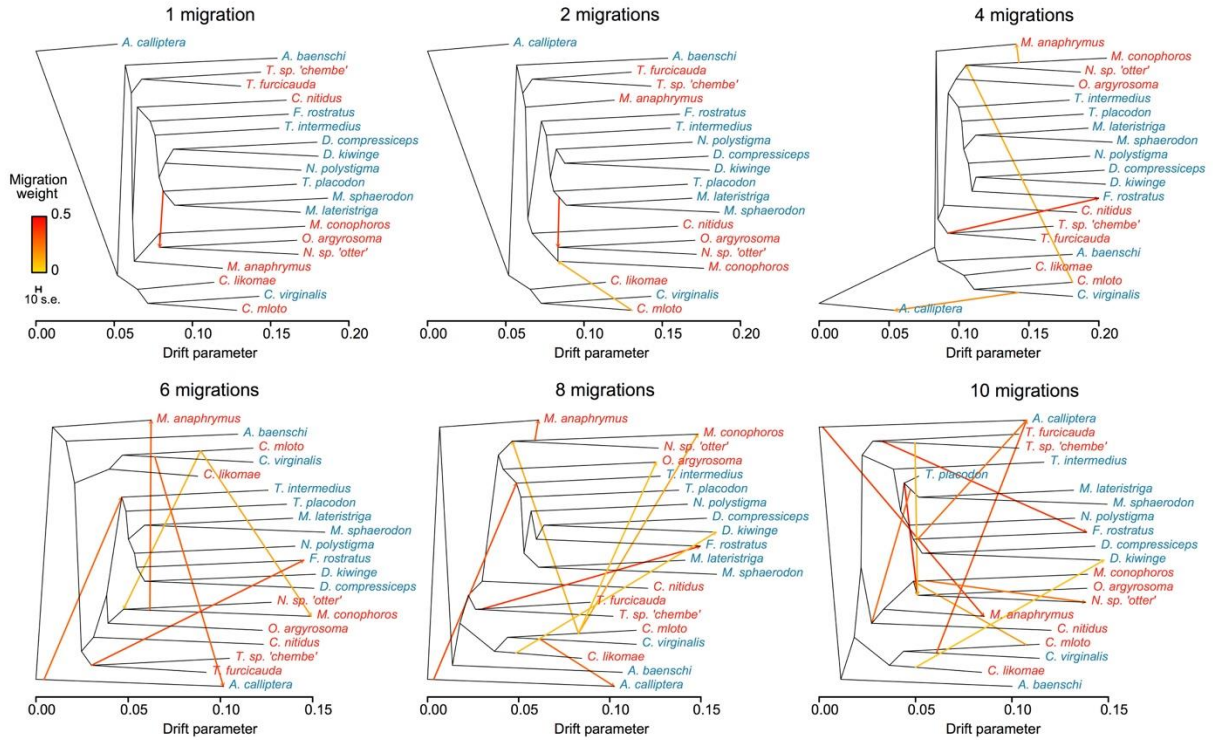 1 migration
A. calliptera
A. baenschi
T. sp. 'chembe'
T. furcicauda
C. nitidus
F. rostratus
T. intermedius
D. compressiceps
D. kiwinge
N. polystigma
T. placodon
M. sphaerodon
M. lateristriga
M. conophoros
O. argyrosoma
N. sp. 'otter'
M. anaphrymus
C. likomae
C. virginalis
C. mloto
Migration
weight
0.5
0
10 s.e.
0.00 0.05 0.10 0.15 0.20
Drift parameter
2 migrations
A. calliptera
A. baenschi
T. furcicauda
T. sp. 'chembe'
M. anaphrymus
F. rostratus
T. intermedius
N. polystigma
D. compressiceps
D. kiwinge
T. placodon
M. lateristriga
M. sphaerodon
C. nitidus
O. argyrosoma
N. sp. 'otter'
M. conophoros
C. likomae
C. virginalis
C. mloto
0.00 0.05 0.10 0.15 0.20
Drift parameter
4 migrations
M. anaphrymus
M. conophoros
N. sp. 'otter'
O. argyrosoma
T. intermedius
T. placodon
M. lateristriga
M. sphaerodon
N. polystigma
D. compressiceps
D. kiwinge
F. rostratus
C. nitidus
T. sp. 'chembe'
T. furcicauda
A. baenschi
C. likomae
C. mloto
C. virginalis
A. calliptera
0.00 0.05 0.10 0.15 0.20
Drift parameter
6 migrations
M. anaphrymus
A. baenschi
C. mloto
C. virginalis
C. likomae
T. intermedius
T. placodon
M. lateristriga
M. sphaerodon
N. polystigma
F. rostratus
D. kiwinge
D. compressiceps
N. sp. 'otter'
M. conophoros
O. argyrosoma
C. nitidus
T. sp. 'chembe'
T. furcicauda
A. calliptera
0.00 0.05 0.10 0.15
Drift parameter
8 migrations
M. anaphrymus
M. conophoros
N. sp. 'otter'
O. argyrosoma
T. intermedius
T. placodon
N. polystigma
D. compressiceps
D. kiwinge
F. rostratus
M. lateristriga
M. sphaerodon
C. nitidus
T. furcicauda
T. sp. 'chembe'
C. mloto
C. virginalis
C. likomae
A. baenschi
A. calliptera
0.00 0.05 0.10 0.15
Drift parameter
10 migrations
A. calliptera
T. furcicauda
T. sp. 'chembe'
T. intermedius
T. placodon
M. lateristriga
M. sphaerodon
N. polystigma
F. rostratus
D. compressiceps
D. kiwinge
M. conophoros
O. argyrosoma
N. sp. 'otter'
M. anaphrymus
C. nitidus
C. mloto
C. virginalis
C. likomae
A. baenschi
0.00 0.05 0.10 0.15
Drift parameter